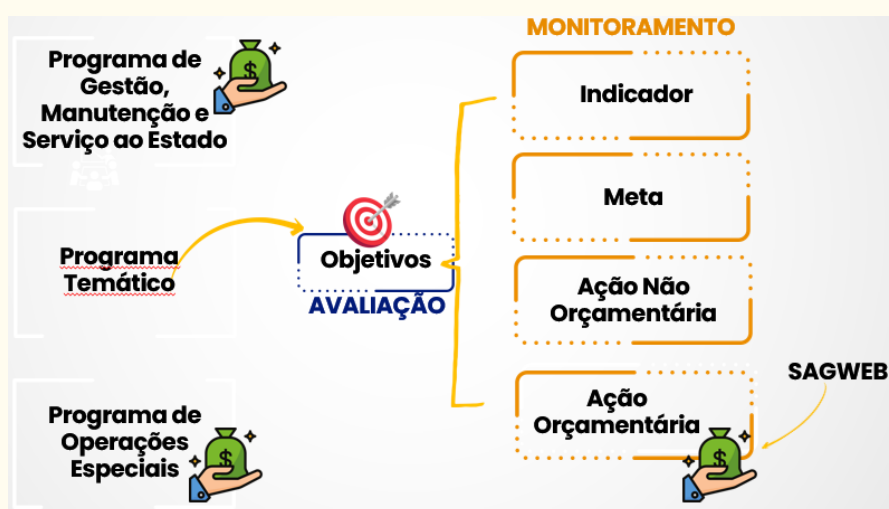 Programa de
Gestão,
Manutenção e
Serviço ao Estado
Programa
Temático
Programa de
Operações
Especiais
Objetivos
AVALIAÇÃO
MONITORAMENTO
Indicador
Meta
Ação Não
Orçamentária
Ação
Orçamentária
SAGWEB